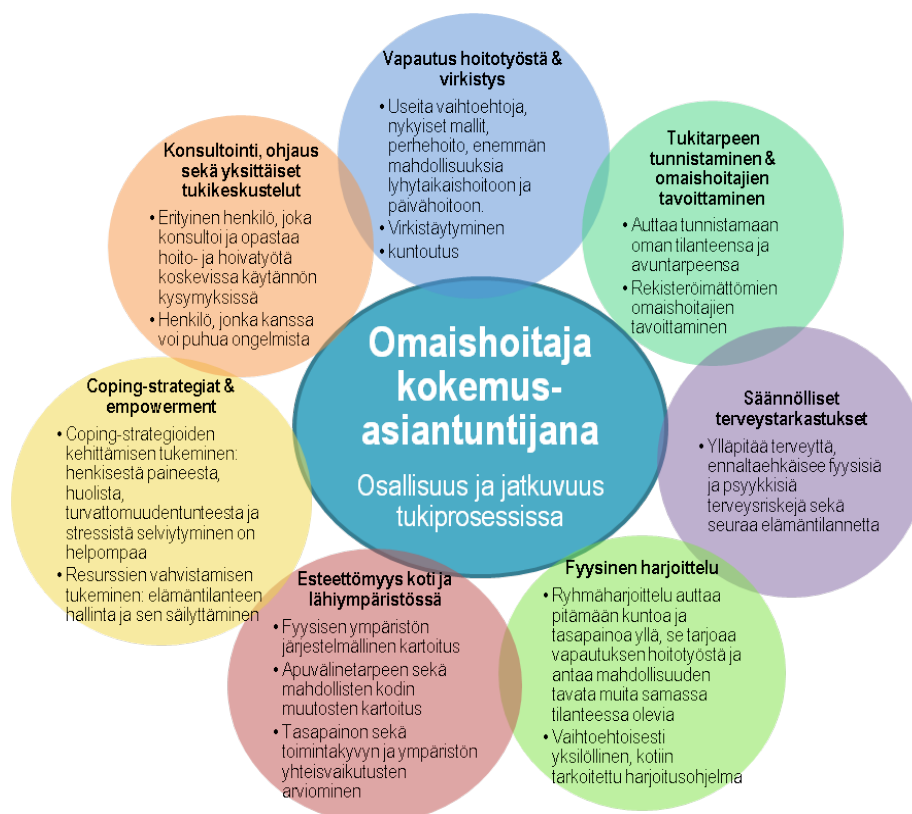 Vapautus hoitotyöstä &
virkistys
• Useita vaihtoehtoja,
nykyiset mallit,
perhehoito, enemmän
mahdollisuuksia
lyhytaikaishoitoon ja
päivähoitoon.
• Virkistäytyminen
• kuntoutus
Tukitarpeen
tunnistaminen &
omaishoitajien
tavoittaminen
• Auttaa tunnistamaan
oman tilanteensa ja
avuntarpeensa
• Rekisteröimättömien
omaishoitajien
tavoittaminen
Säännölliset
terveystarkastukset
• Ylläpitää terveyttä,
ennaltaehkäisee fyysisiä
ja psyykkisiä
terveysriskejä sekä
seuraa elämäntilannetta
Fyysinen harjoittelu
• Ryhmäharjoittelu auttaa
pitämään kuntoa ja
tasapainoa yllä, se tarjoaa
vapautuksen hoitotyöstä ja
antaa mahdollisuuden
tavata muita samassa
tilanteessa olevia
• Vaihtoehtoisesti
yksilöllinen, kotiin
tarkoitettu harjoitusohjelma
Esteettömyys koti ja
lähiympäristössä
• Fyysisen ympäristön
järjestelmällinen kartoitus
• Apuvälinetarpeen sekä
mahdollisten kodin
muutosten kartoitus
• Tasapainon sekä
toimintakyvyn ja ympäristön
yhteisvaikutusten
arvioiminen
Coping-strategiat &
empowerment
• Coping-strategioiden
kehittämisen tukeminen:
henkisestä paineesta,
huolista,
turvattomuudentunteesta ja
stressistä selviytyminen on
helpompaa
• Resurssien vahvistamisen
tukeminen: elämäntilanteen
hallinta ja sen säilyttäminen
Konsultointi, ohjaus
sekä yksittäiset
tukikeskustelut
• Erityinen henkilö, joka
konsultoi ja opastaa
hoito- ja hoivatyötä
koskevissa käytännön
kysymyksissä
• Henkilö, jonka kanssa
voi puhua ongelmista
Omaishoitaja
kokemus-
asiantuntijana
Osallisuus ja jatkuvuus
tukiprosessissa